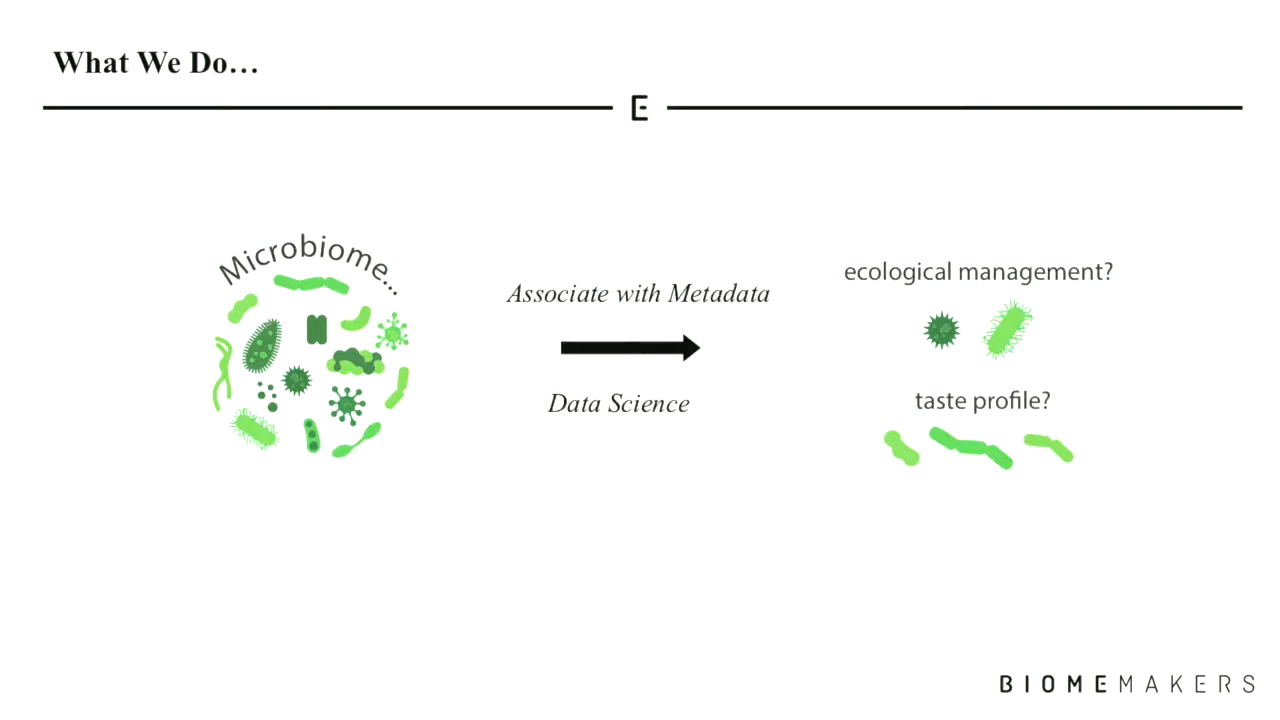 What We Do…
E
Microbiome...
Associate with Metadata
Data Science
ecological management?
taste profile?
BIOMEMAKERS